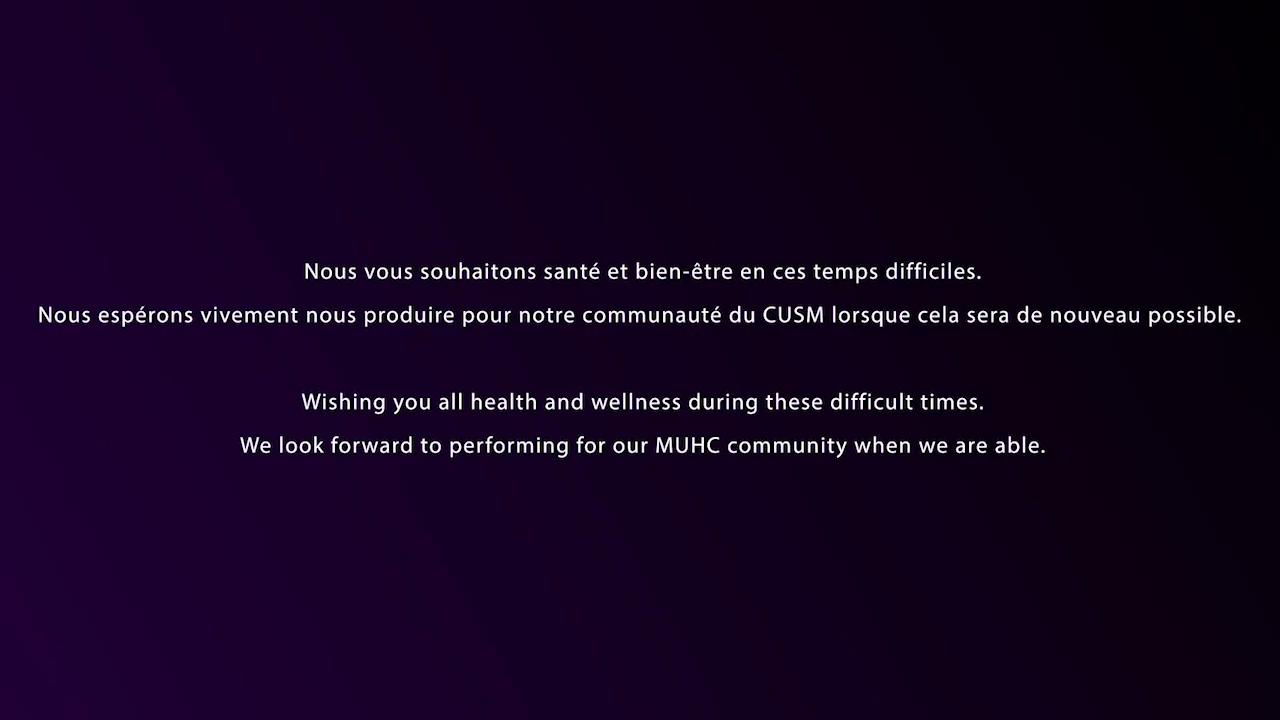 Nous vous souhaitons santé et bien-être en ces temps difficiles.
Nous espérons vivement nous produire pour notre communauté du CUSM lorsque cela sera de nouveau possible.
Wishing you all health and wellness during these difficult times.
We look forward to performing for our MUHC community when we are able.